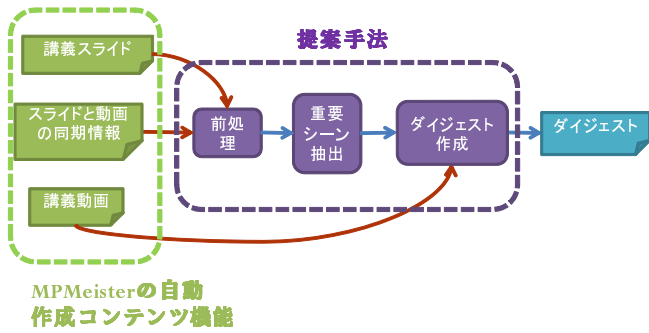 講義スライド
スライドと動画
の同期情報
講義動画
MPMeisterの自動
作成コンテンツ機能
提案手法
前処
理
重要
シーン
抽出
ダイジェスト
作成
ダイジェスト